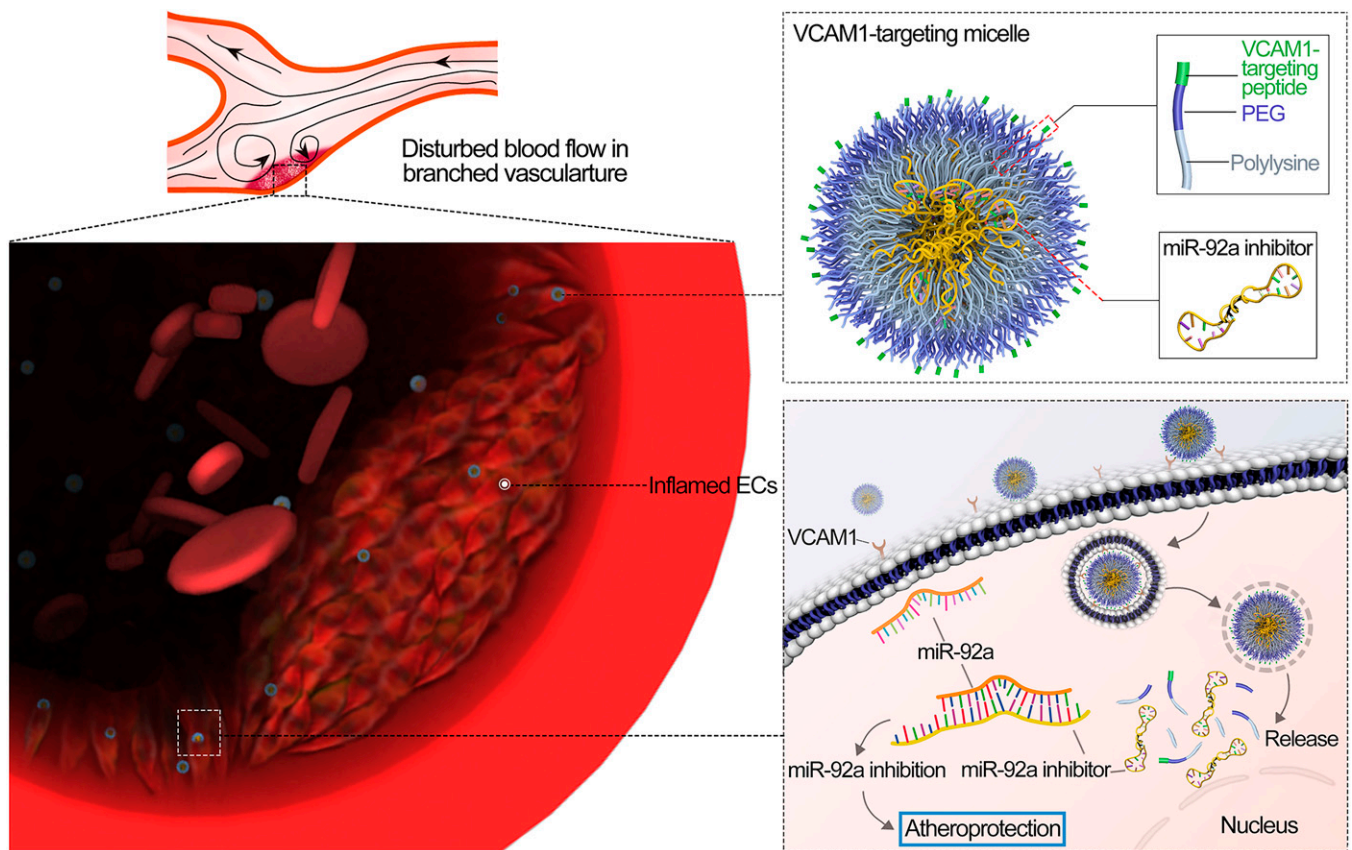 Disturbed blood flow in
branched vascularture
Inflamed ECs
VCAM1-targeting micelle
VCAM1-
targeting
peptide
PEG
Polylysine
miR-92a inhibitor
VCAM1
miR-92a
Release
miR-92a inhibition
miR-92a inhibitor
Atheroprotection
Nucleus